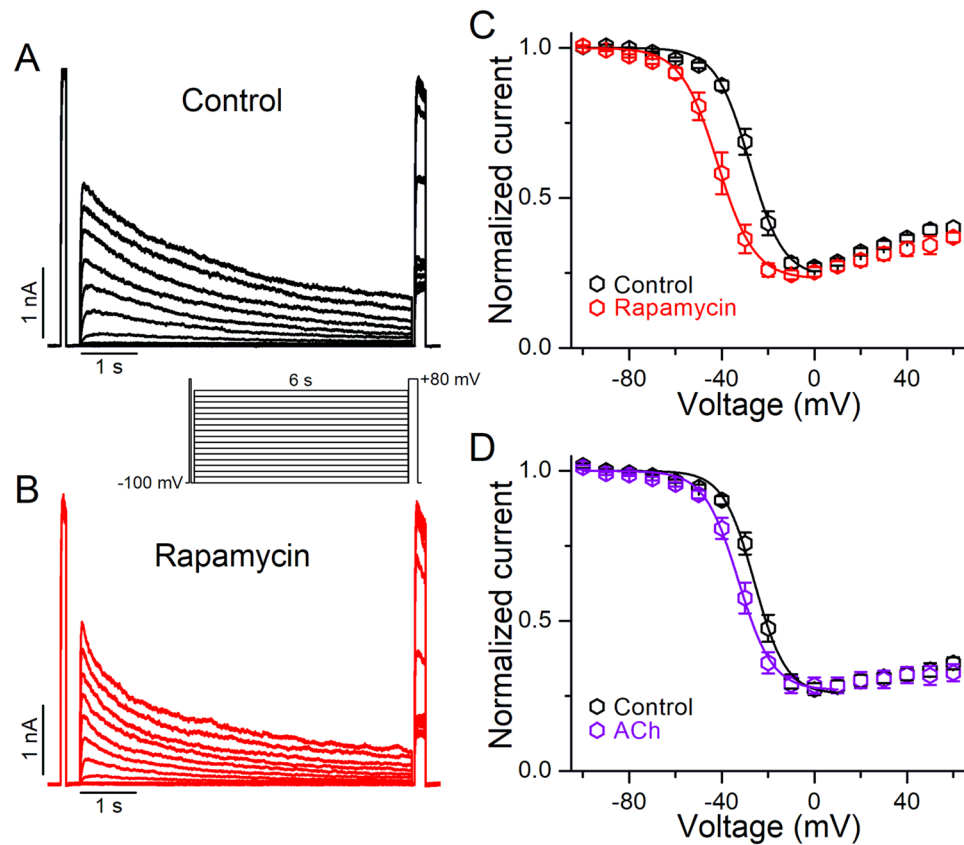 A
Control
1 nA
1 s
6 s
+80 mV
-100 mV
B
Rapamycin
1 nA
1 s
C
Normalized current
1.0
0.5
0.0
Control
Rapamycin
-80 -40 0 40
Voltage (mV)
D
Normalized current
1.0
0.5
0.0
Control
ACh
-80 -40 0 40
Voltage (mV)